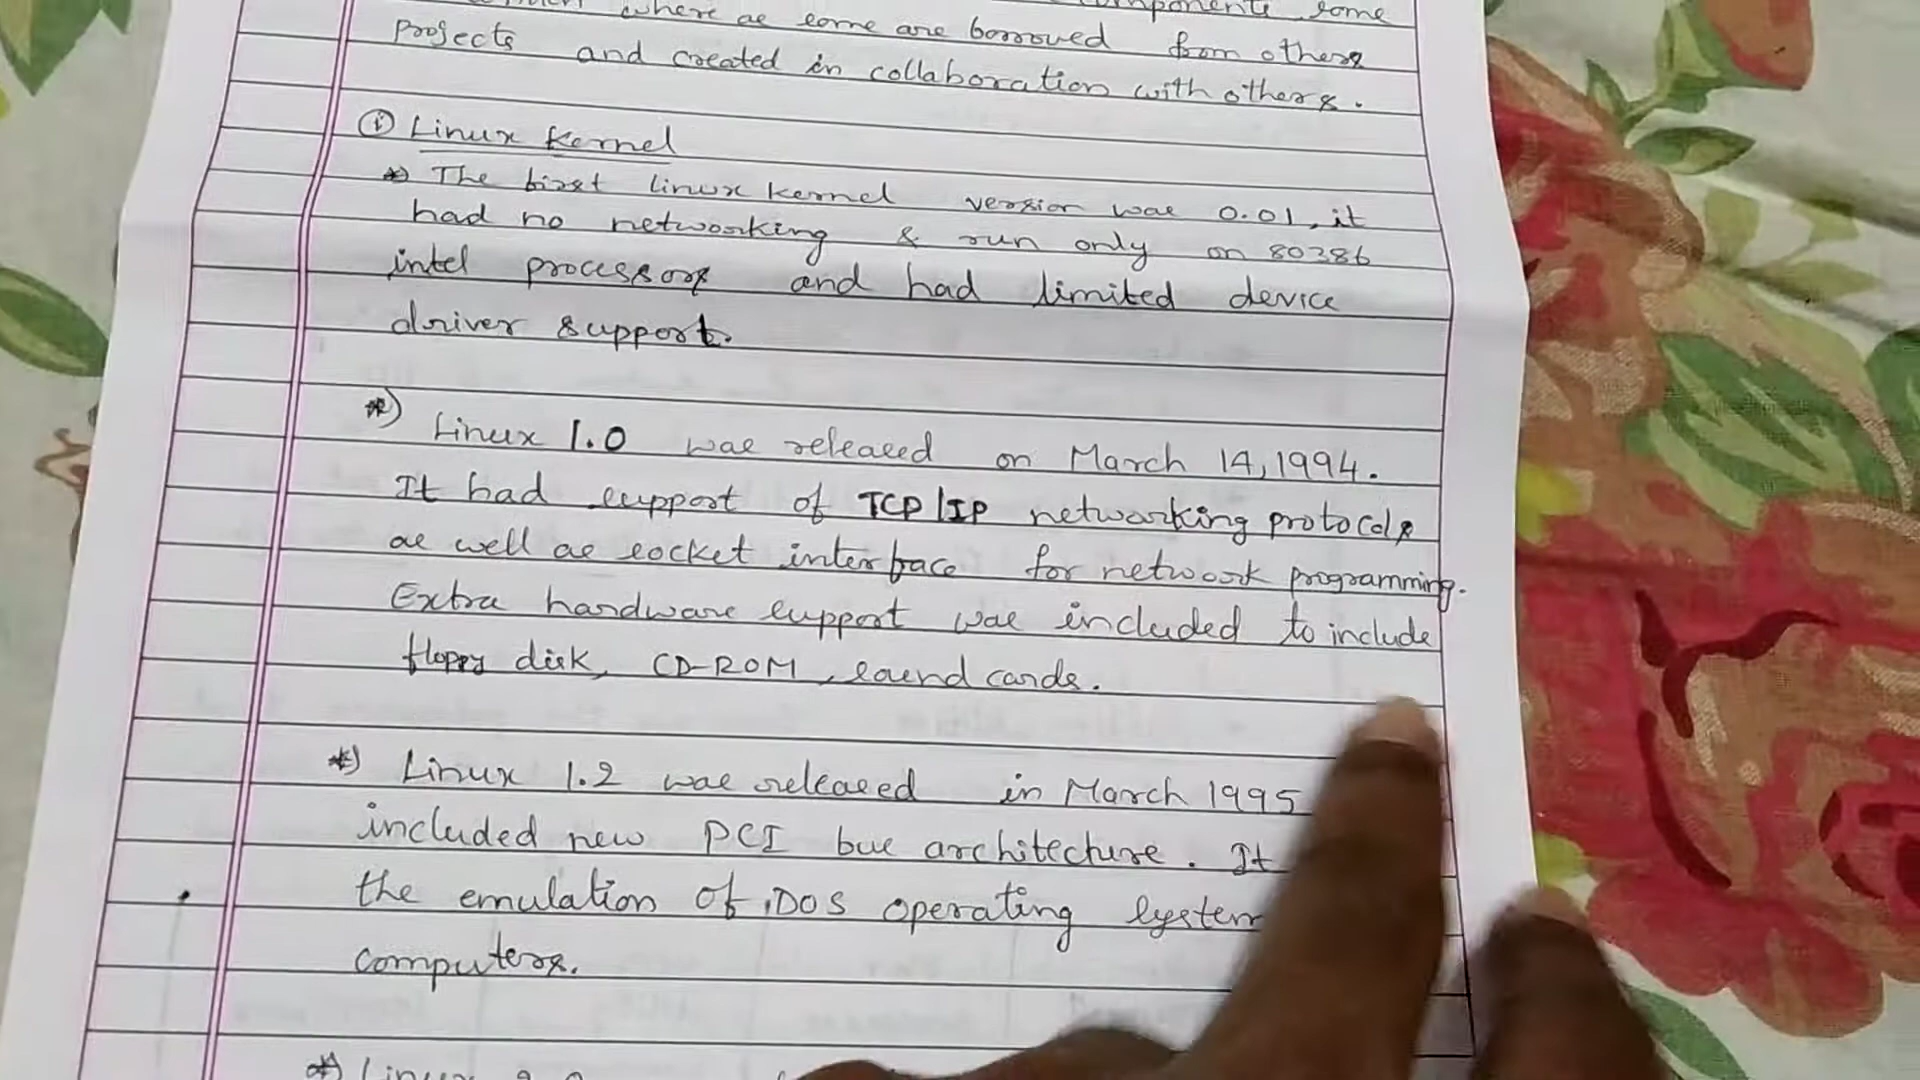 where as some are borrowed from others
components some
projects and created in collaboration with others.
i Linux Kernel
*) The first linux kernel version was 0.01, it
had no networking & run only on 80386
intel processors and had limited device
driver support.
*) Linux 1.0 was released on March 14, 1994.
It had support of TCP/IP networking protocols
as well as socket interface for network programming.
Extra hardware support was included to include
floppy disk, CD-ROM, sound cards.
*) Linux 1.2 was released in March 1995
included new PCI bus architecture. It
the emulation of DOS operating system
computers.
*) Linux